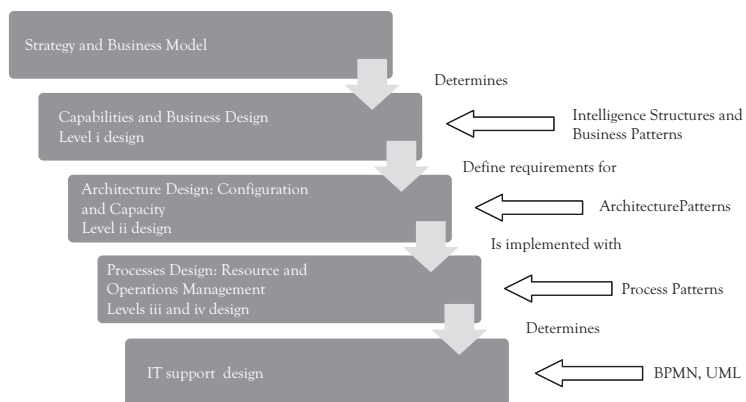 Strategy and Business Model
Determines
Capabilities and Business Design
Level i design
Intelligence Structures and
Business Patterns
Define requirements for
Architecture Design: Configuration
and Capacity
Level ii design
ArchitecturePatterns
Is implemented with
Processes Design: Resource and
Operations Management
Levels iii and iv design
Process Patterns
Determines
IT support design
BPMN, UML